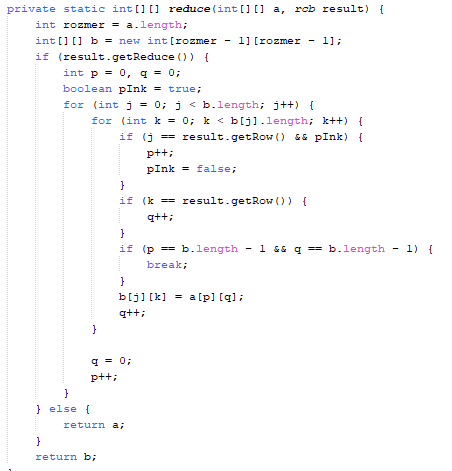 private static int[][] reduce(int[][] a, rcb result) {
int rozmer = a.length;
int[][] b = new int[rozmer - 1][rozmer - 1];
if (result.getReduce()) {
int p = 0, q = 0;
boolean pInk = true;
for (int j = 0; j < b.length; j++) {
for (int k = 0; k < b[j].length; k++) {
if (j == result.getRow() && pInk) {
p++;
pInk = false;
}
if (k == result.getRow()) {
q++;
}
if (p == b.length - 1 && q == b.length - 1) {
break;
}
b[j][k] = a[p][q];
q++;
}
q = 0;
p++;
}
} else {
return a;
}
return b;